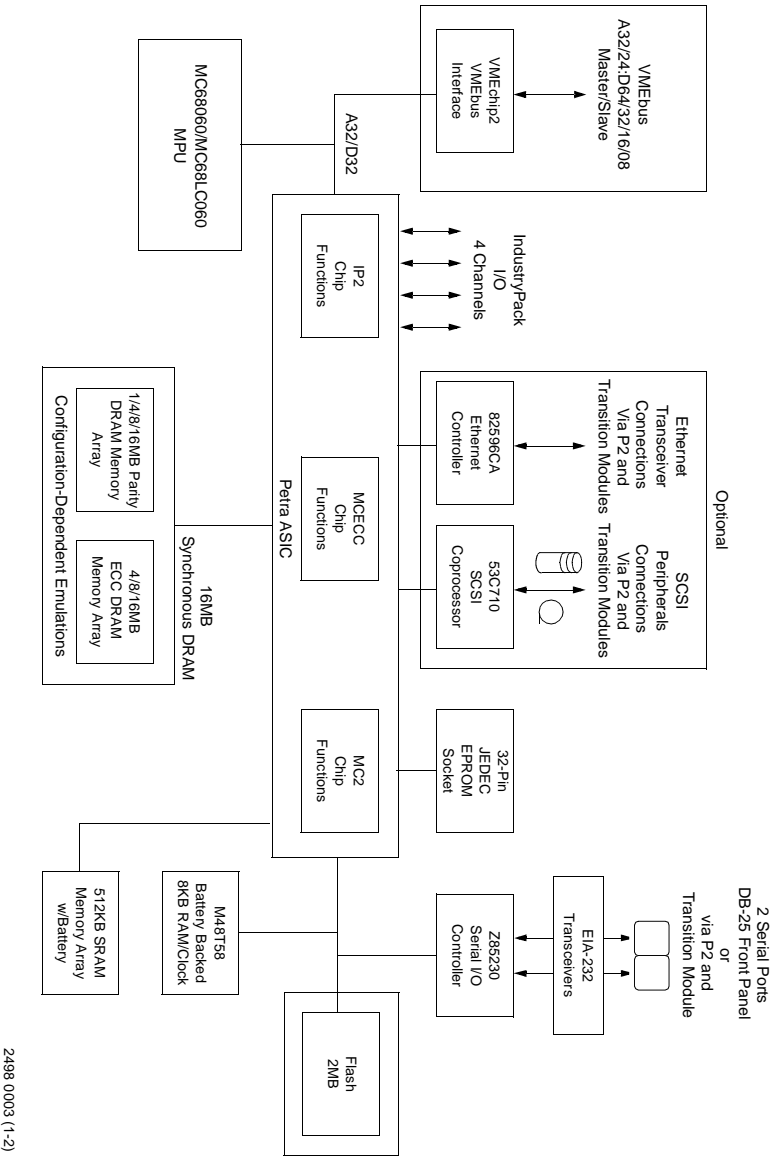 2 Serial Ports
DB-25 Front Panel
or
via P2 and
Transition Module
Optional
VMEbus
A32/24:D64/32/16/08
Master/Slave
IndustryPack
I/O
4 Channels
Ethernet
Transceiver
Connections
Via P2 and
Transition Modules
SCSI
Peripherals
Connections
Via P2 and
Transition Modules
EIA-232
Transceivers
VMEchip2
VMEbus
Interface
82596CA
Ethernet
Controller
53C710
SCSI
Coprocessor
32-Pin
JEDEC
EPROM
Socket
Z85230
Serial I/O
Controller
A32/D32
IP2
Chip
Functions
MCECC
Chip
Functions
MC2
Chip
Functions
Petra ASIC
Flash
2MB
MC68060/MC68LC060
MPU
16MB
Synchronous DRAM
1/4/8/16MB Parity
DRAM Memory
Array
4/8/16MB
ECC DRAM
Memory Array
Configuration-Dependent Emulations
M48T58
Battery Backed
8KB RAM/Clock
512KB SRAM
Memory Array
w/Battery
2498 0003 (1-2)